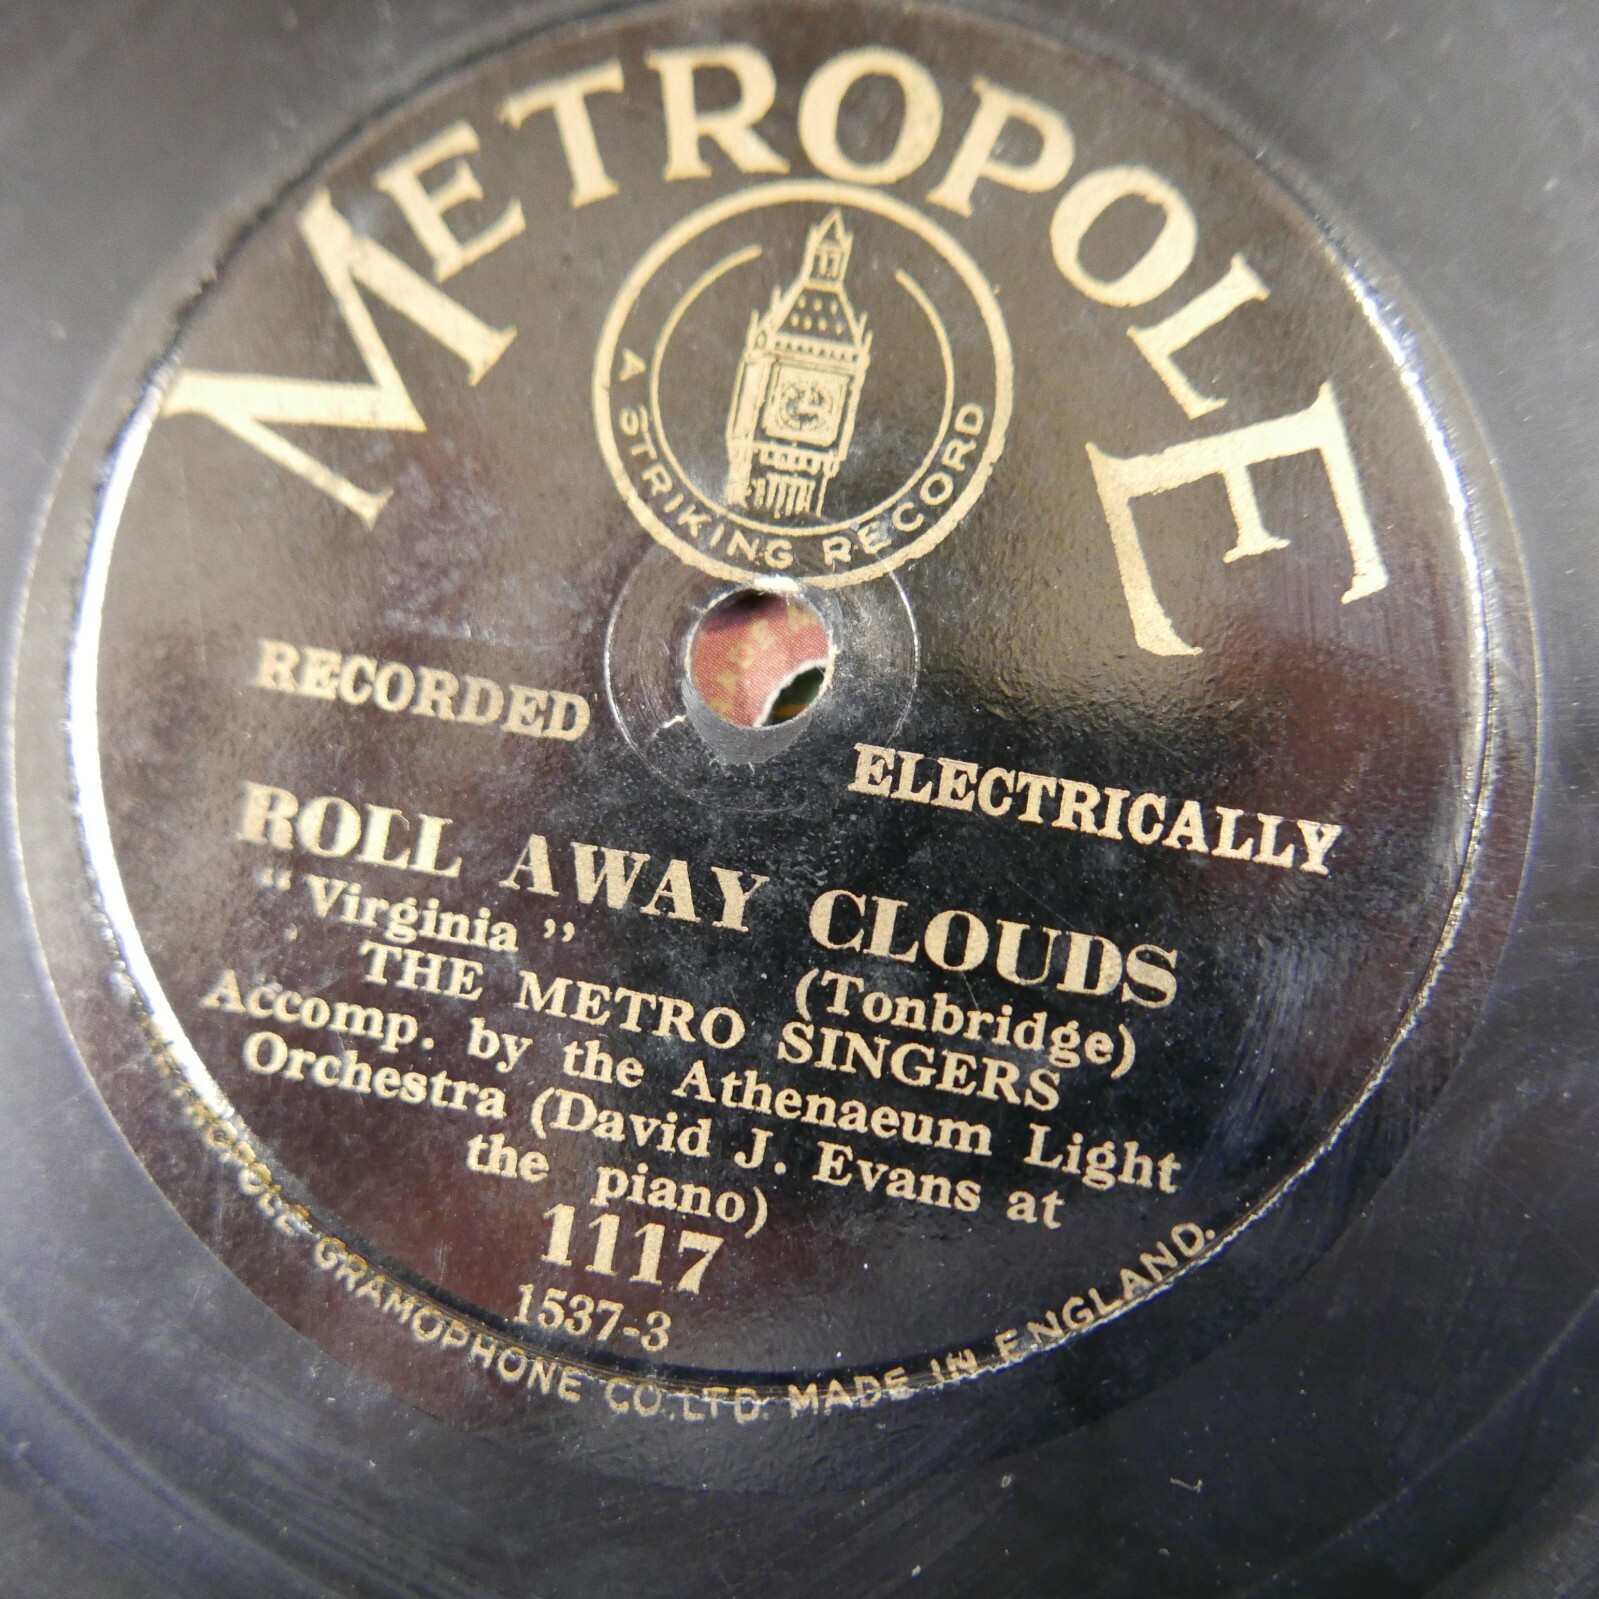 METROPOLE
A STRIKING RECORD
RECORDED ELECTRICALLY
ROLL AWAY CLOUDS
"Virginia" (Tonbridge)
THE METRO SINGERS
Accomp. by the Athenaeum Light
Orchestra (David J. Evans at
the piano)
1117
1537-3
METROPOLE GRAMOPHONE CO. LTD. MADE IN ENGLAND.